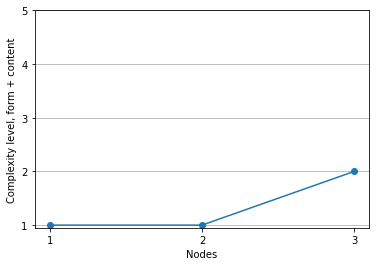 5
4
3
2
1
Complexity level, form + content
1 2 3
Nodes